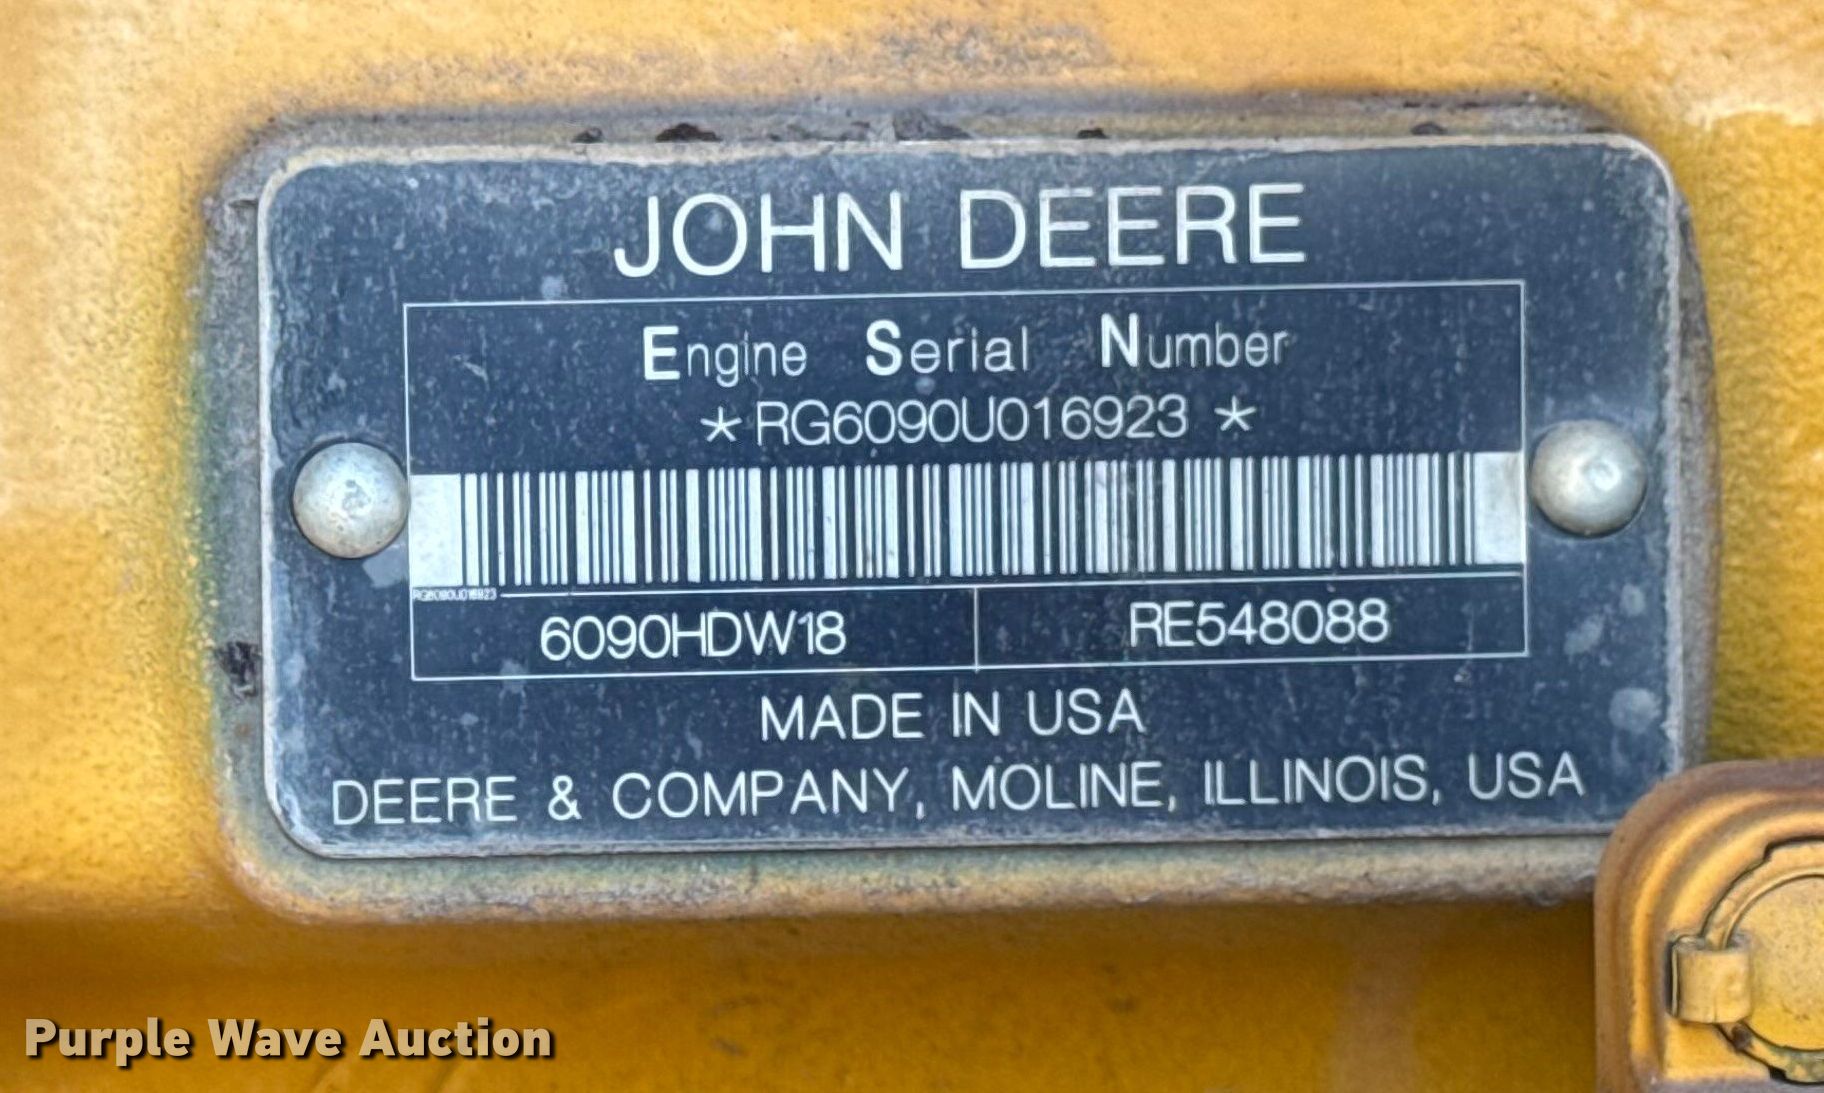 JOHN DEERE
Engine Serial Number
*RG6090U016923*
RG6090U016923
6090HDW18 RE548088
MADE IN USA
DEERE & COMPANY, MOLINE, ILLINOIS, USA
Purple Wave Auction